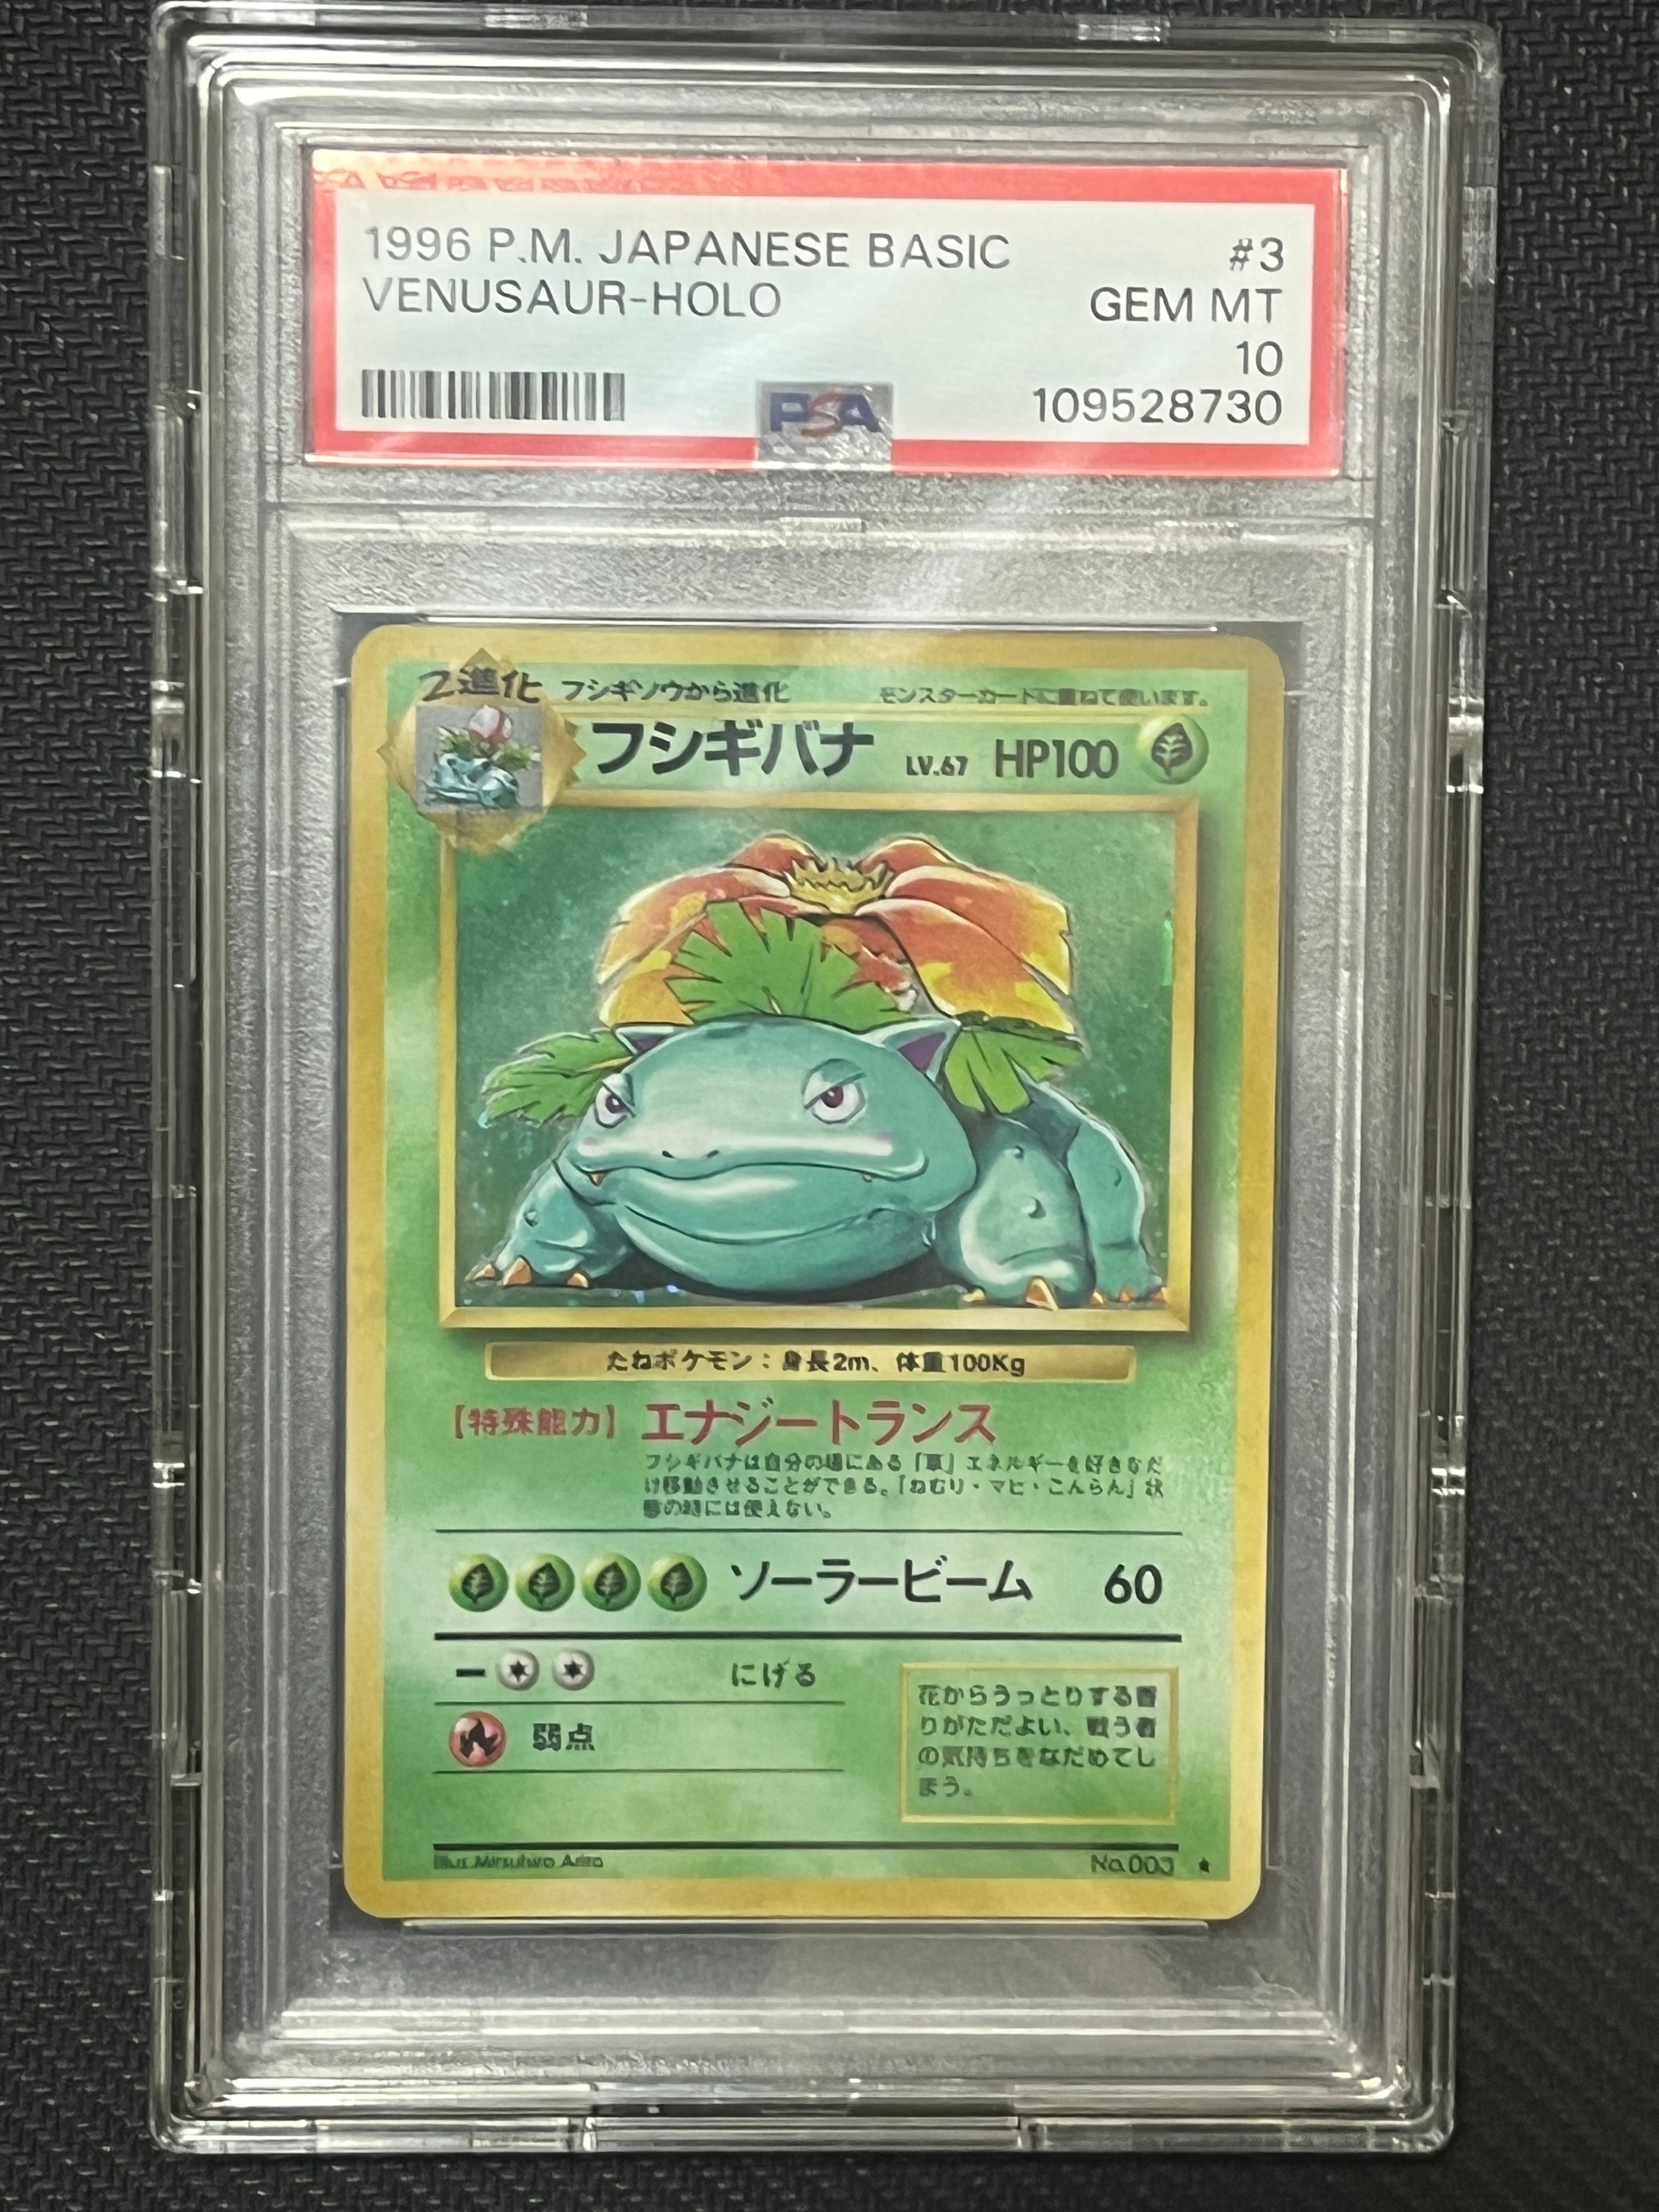 1996 P.M. JAPANESE BASIC #3
VENUSAUR-HOLO GEM MT
10
PSA 109528730
2進化 フシギソウから進化 モンスターカードに重ねて使います。
フシギバナ LV.67 HP100
たねポケモン:身長2m、体重100Kg
【特殊能力】 エナジートランス
フシギバナは自分の場にある「草」エネルギーを好きなだ
け移動させることができる。「ねむり・マヒ・こんらん」状
態の時には使えない。
ソーラービーム 60
ー にげる
弱点
花からうっとりする香
りがただよい、戦う者
の気持ちをなだめてし
まう。
Illus. Mitsuhiro Arita No.003 ★